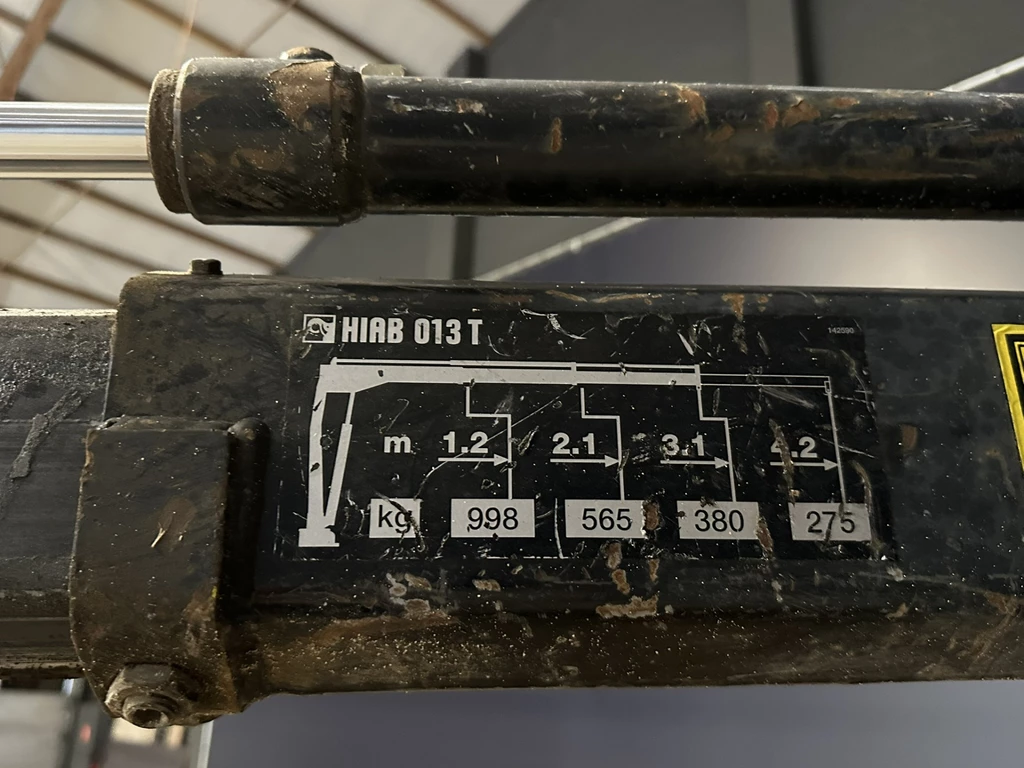 HIAB 013 T
142590
m 1.2 2.1 3.1 4.2
kg 998 565 380 275